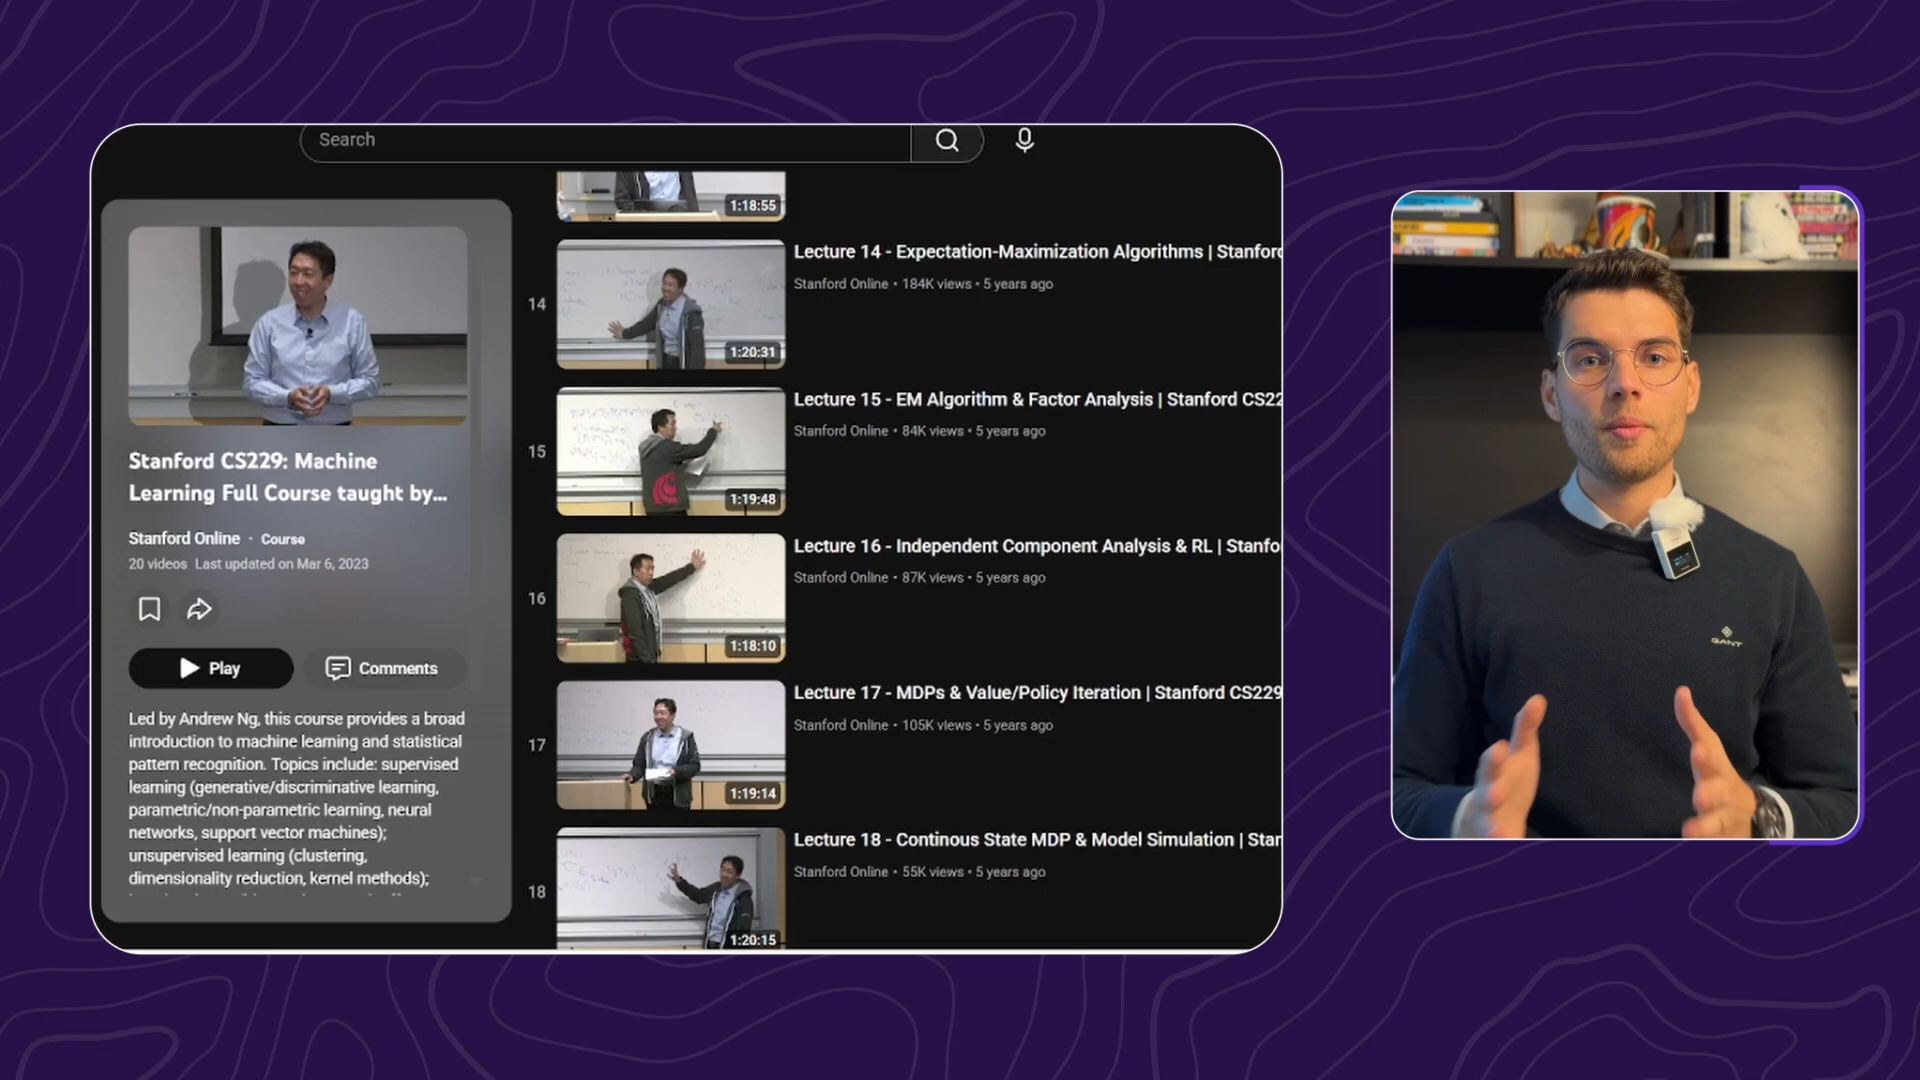 Search
1:18:55
Stanford CS229: Machine
Learning Full Course taught by...
Stanford Online · Course
20 videos Last updated on Mar 6, 2023
Play
Comments
Led by Andrew Ng, this course provides a broad
introduction to machine learning and statistical
pattern recognition. Topics include: supervised
learning (generative/discriminative learning,
parametric/non-parametric learning, neural
networks, support vector machines);
unsupervised learning (clustering,
dimensionality reduction, kernel methods);
14
1:20:31
Lecture 14 - Expectation-Maximization Algorithms | Stanford
Stanford Online • 184K views • 5 years ago
15
1:19:48
Lecture 15 - EM Algorithm & Factor Analysis | Stanford CS22
Stanford Online • 84K views • 5 years ago
16
1:18:10
Lecture 16 - Independent Component Analysis & RL | Stanfo
Stanford Online • 87K views • 5 years ago
17
1:19:14
Lecture 17 - MDPs & Value/Policy Iteration | Stanford CS229
Stanford Online • 105K views • 5 years ago
18
1:20:15
Lecture 18 - Continous State MDP & Model Simulation | Stan
Stanford Online • 55K views • 5 years ago
GANT